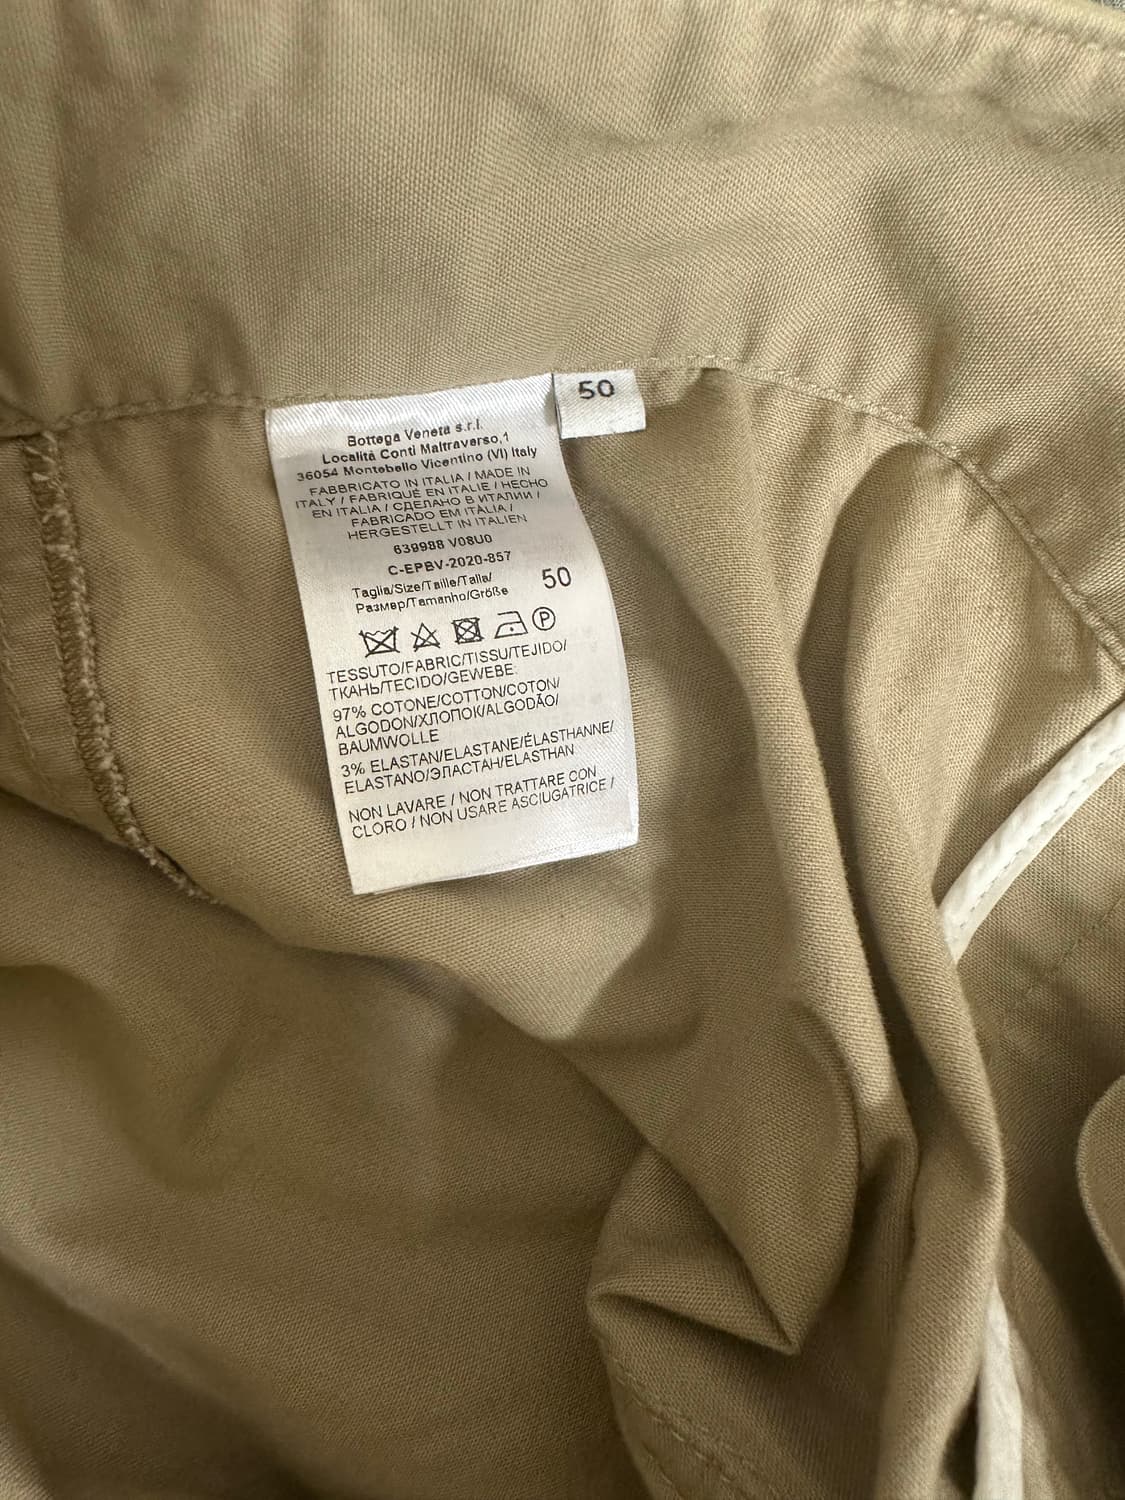 50
Bottega Veneta s.r.l.
Località Conti Maltraverso,1
36054 Montebello Vicentino (VI) Italy
FABBRICATO IN ITALIA / MADE IN
ITALY / FABRIQUÉ EN ITALIE / HECHO
EN ITALIA / СДЕЛАНО В ИТАЛИИ /
FABRICADO EM ITÁLIA /
HERGESTELLT IN ITALIEN
639988 V08U0
C-EPBV-2020-857
Taglia/Size/Taille/Talla/
Размер/Tamanho/Größe 50
P
TESSUTO/FABRIC/TISSU/TEJIDO/
ТКАНЬ/TECIDO/GEWEBE:
97% COTONE/COTTON/COTON/
ALGODON/ХЛОПОК/ALGODÃO/
BAUMWOLLE
3% ELASTAN/ELASTANE/ÉLASTHANNE/
ELASTANO/ЭЛАСТАН/ELASTHAN
NON LAVARE / NON TRATTARE CON
CLORO / NON USARE ASCIUGATRICE /